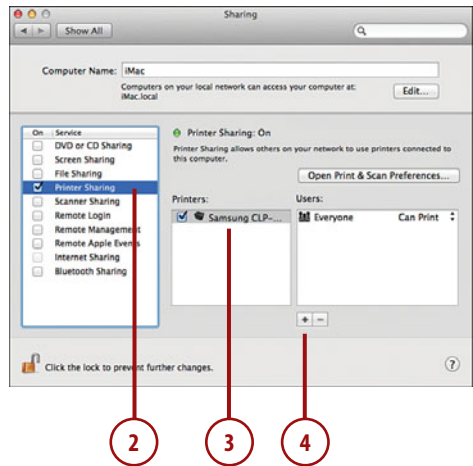 Sharing
Show All
Computer Name: iMac
Computers on your local network can access your computer at:
iMac.local
Edit...
On Service
DVD or CD Sharing
Screen Sharing
File Sharing
Printer Sharing
Scanner Sharing
Remote Login
Remote Management
Remote Apple Events
Internet Sharing
Bluetooth Sharing
Printer Sharing: On
Printer Sharing allows others on your network to use printers connected to
this computer.
Open Print & Scan Preferences...
Printers:
Users:
Samsung CLP-...
Everyone Can Print
+ -
Click the lock to prevent further changes.
?
2 3 4